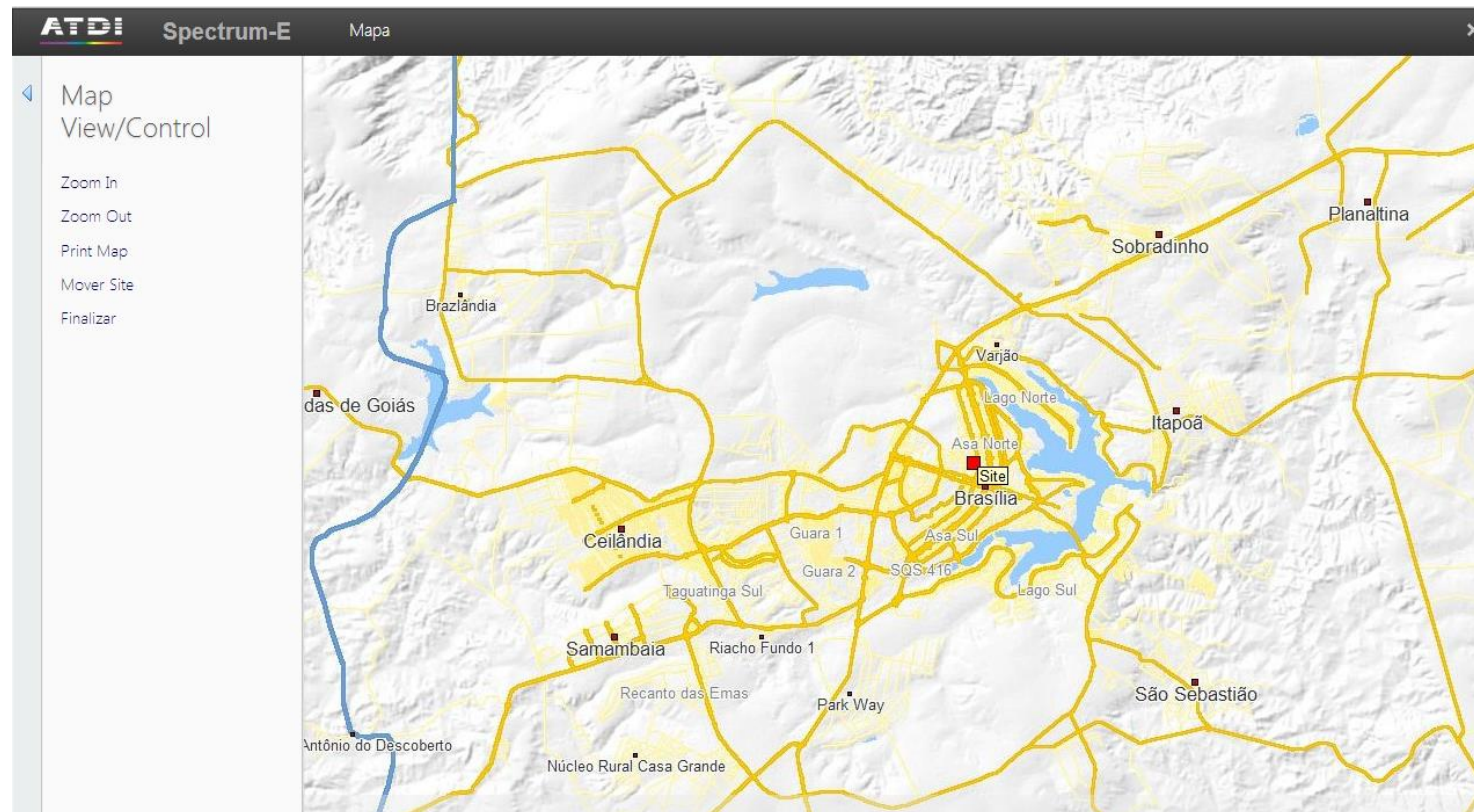 ATDI Spectrum-E Mapa
Map
View/Control
Zoom In
Zoom Out
Print Map
Mover Site
Finalizar
Planaltina
Sobradinho
Brazlândia
Varjão
Lago Norte
das de Goiás
Itapoã
Asa Norte
Site
Brasília
Ceilândia
Guara 1
Asa Sul
Guara 2
SQS 416
Taguatinga Sul
Lago Sul
Samambaia
Riacho Fundo 1
Recanto das Emas
São Sebastião
Park Way
Antônio do Descoberto
Núcleo Rural Casa Grande